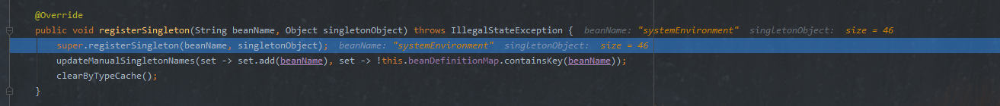 @Override
public void registerSingleton(String beanName, Object singletonObject) throws IllegalStateException {  beanName: "systemEnvironment"  singletonObject:  size = 46
super.registerSingleton(beanName, singletonObject);  beanName: "systemEnvironment"  singletonObject:  size = 46
updateManualSingletonNames(set -> set.add(beanName), set -> !this.beanDefinitionMap.containsKey(beanName));
clearByTypeCache();
}